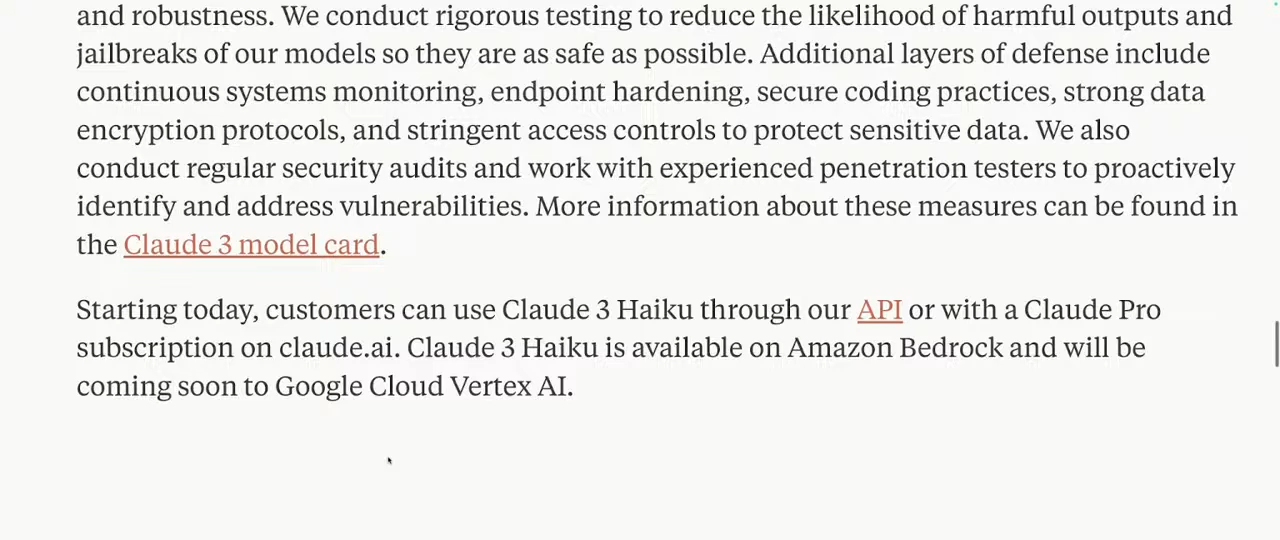 and robustness. We conduct rigorous testing to reduce the likelihood of harmful outputs and
jailbreaks of our models so they are as safe as possible. Additional layers of defense include
continuous systems monitoring, endpoint hardening, secure coding practices, strong data
encryption protocols, and stringent access controls to protect sensitive data. We also
conduct regular security audits and work with experienced penetration testers to proactively
identify and address vulnerabilities. More information about these measures can be found in
the Claude 3 model card.
Starting today, customers can use Claude 3 Haiku through our API or with a Claude Pro
subscription on claude.ai. Claude 3 Haiku is available on Amazon Bedrock and will be
coming soon to Google Cloud Vertex AI.